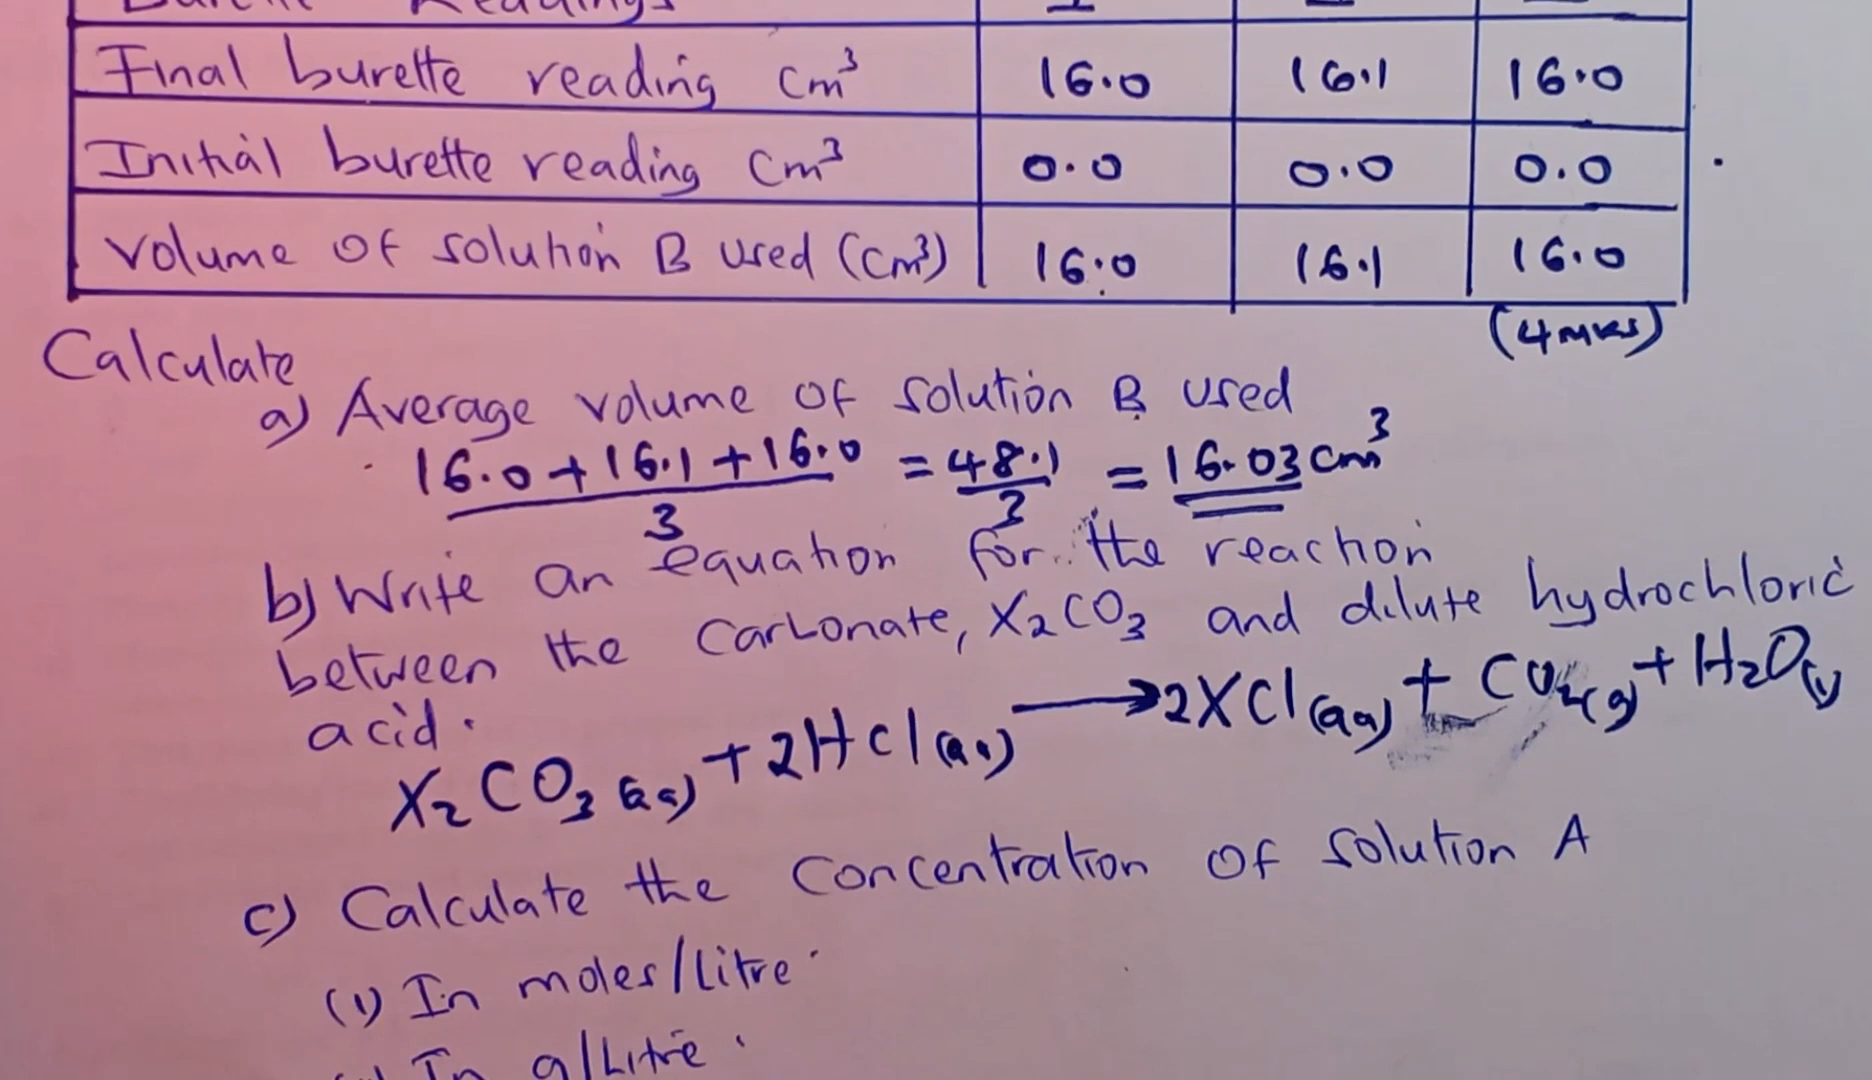 Burette Readings I
Final burette reading cm³ 16.0 16.1 16.0
Initial burette reading cm³ 0.0 0.0 0.0
Volume of solution B used (cm³) 16.0 16.1 16.0
(4mks)
Calculate
a) Average volume of solution B used
16.0 + 16.1 + 16.0 / 3 = 48.1 / 3 = 16.03 cm³
b) Write an equation for the reaction
between the carbonate, X₂CO₃ and dilute hydrochloric
acid.
X₂CO₃(aq) + 2HCl(aq) → 2XCl(aq) + CO₂(g) + H₂O(l)
c) Calculate the concentration of solution A
(i) In moles/Litre.
In g/Litre.